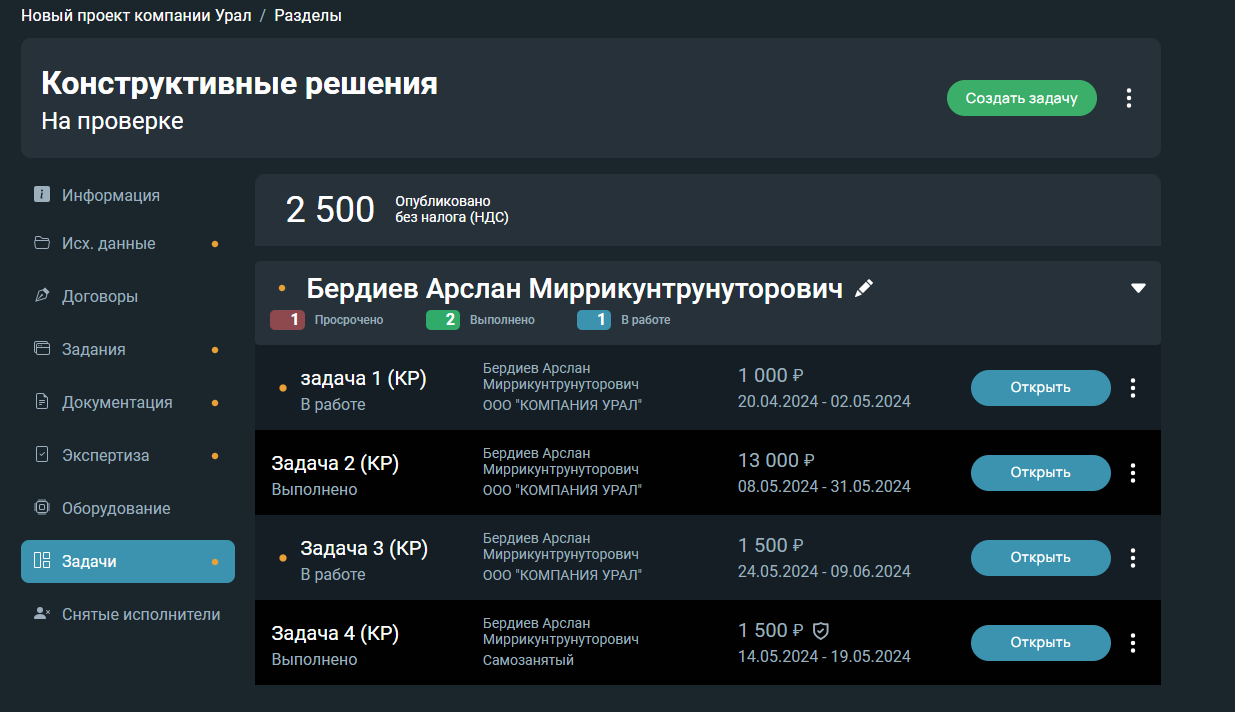 Новый проект компании Урал / Разделы
Конструктивные решения
На проверке
Создать задачу
Информация
Исх. данные
Договоры
Задания
Документация
Экспертиза
Оборудование
Задачи
Снятые исполнители
2 500
Опубликовано
без налога (НДС)
Бердиев Арслан Миррикунтрунуторович
1 Просрочено
2 Выполнено
1 В работе
задача 1 (КР)
В работе
Бердиев Арслан
Миррикунтрунуторович
ООО "КОМПАНИЯ УРАЛ"
1 000 ₽
20.04.2024 - 02.05.2024
Открыть
Задача 2 (КР)
Выполнено
Бердиев Арслан
Миррикунтрунуторович
ООО "КОМПАНИЯ УРАЛ"
13 000 ₽
08.05.2024 - 31.05.2024
Открыть
Задача 3 (КР)
В работе
Бердиев Арслан
Миррикунтрунуторович
ООО "КОМПАНИЯ УРАЛ"
1 500 ₽
24.05.2024 - 09.06.2024
Открыть
Задача 4 (КР)
Выполнено
Бердиев Арслан
Миррикунтрунуторович
Самозанятый
1 500 ₽
14.05.2024 - 19.05.2024
Открыть